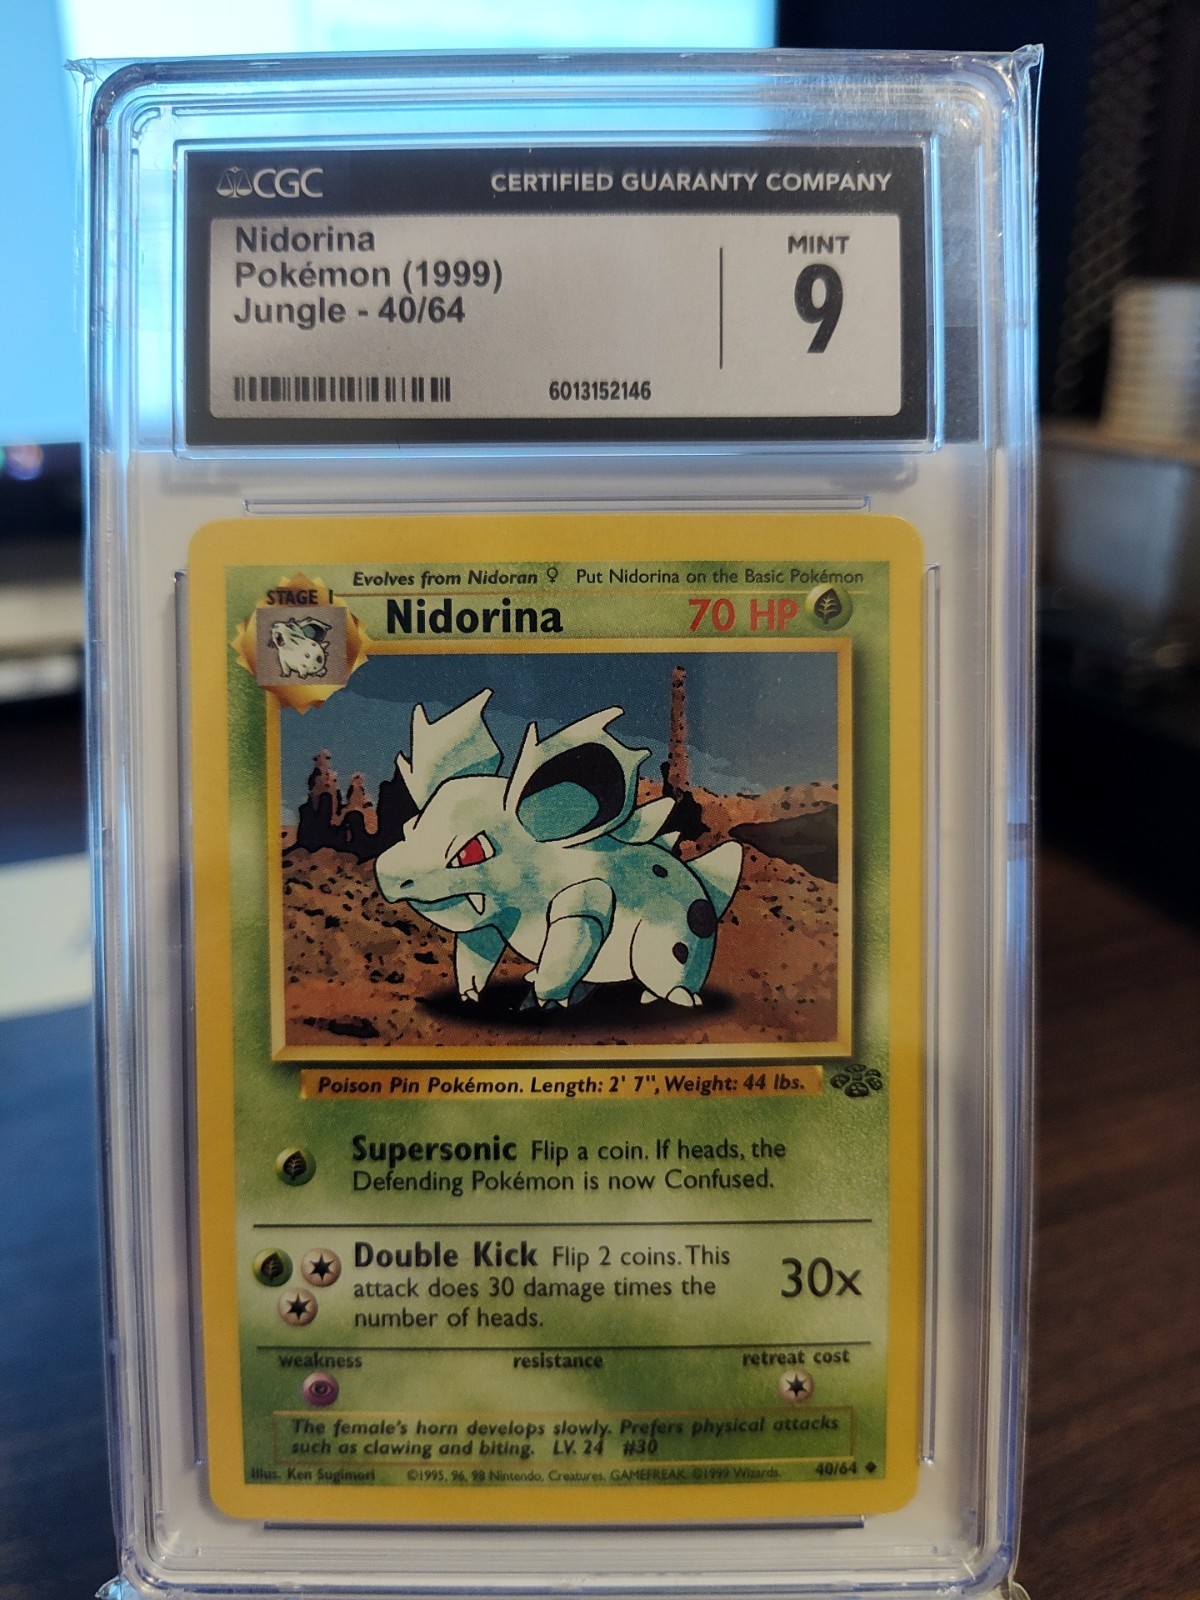 CGC CERTIFIED GUARANTY COMPANY
Nidorina
Pokémon (1999)
Jungle - 40/64
MINT
9
6013152146
Evolves from Nidoran ♀ Put Nidorina on the Basic Pokémon
STAGE 1
Nidorina 70 HP
Poison Pin Pokémon. Length: 2' 7", Weight: 44 lbs.
Supersonic Flip a coin. If heads, the
Defending Pokémon is now Confused.
Double Kick Flip 2 coins. This
attack does 30 damage times the
number of heads.
30x
weakness resistance retreat cost
The female's horn develops slowly. Prefers physical attacks
such as clawing and biting. LV. 24 #30
Illus. Ken Sugimori ©1995, 96, 98 Nintendo, Creatures, GAMEFREAK. ©1999 Wizards. 40/64